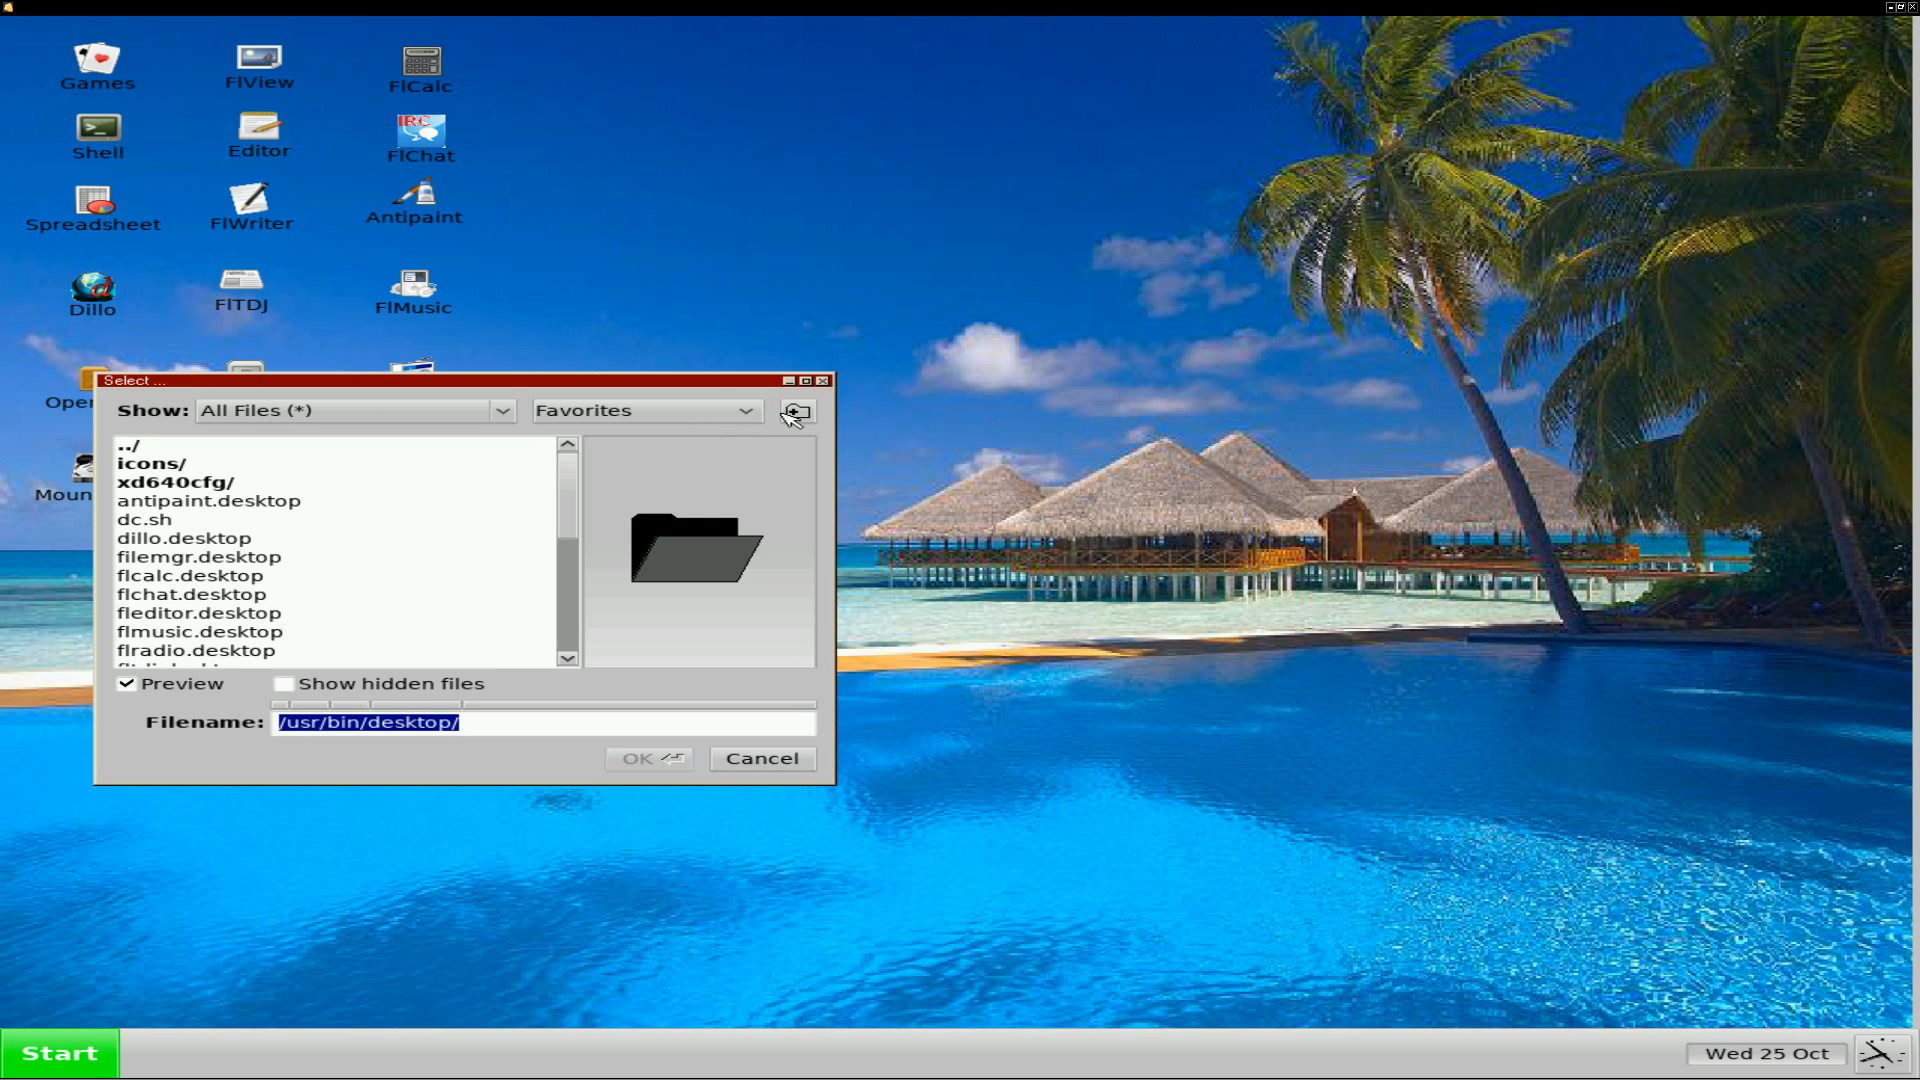 Games
FlView
FlCalc
Shell
Editor
IRC
FlChat
Spreadsheet
FlWriter
Antipaint
d
Dillo
FlTDJ
FlMusic
Select ...
Show: All Files (*) Favorites
Oper
../
icons/
xd640cfg/
antipaint.desktop
Moun
dc.sh
dillo.desktop
filemgr.desktop
flcalc.desktop
flchat.desktop
fleditor.desktop
flmusic.desktop
flradio.desktop
Preview Show hidden files
Filename: /usr/bin/desktop/
OK Cancel
Start
Wed 25 Oct